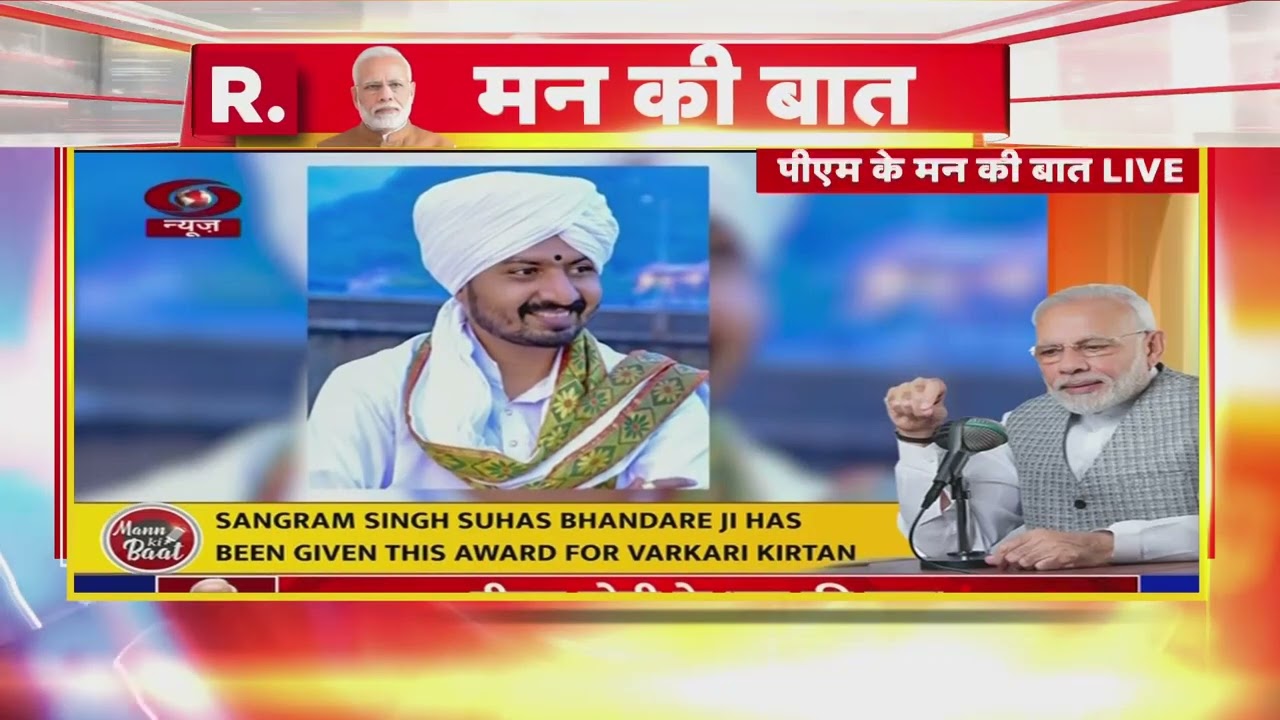 R.
मन की बात
पीएम के मन की बात LIVE
न्यूज़
Mann
ki
Baat
SANGRAM SINGH SUHAS BHANDARE JI HAS
BEEN GIVEN THIS AWARD FOR VARKARI KIRTAN